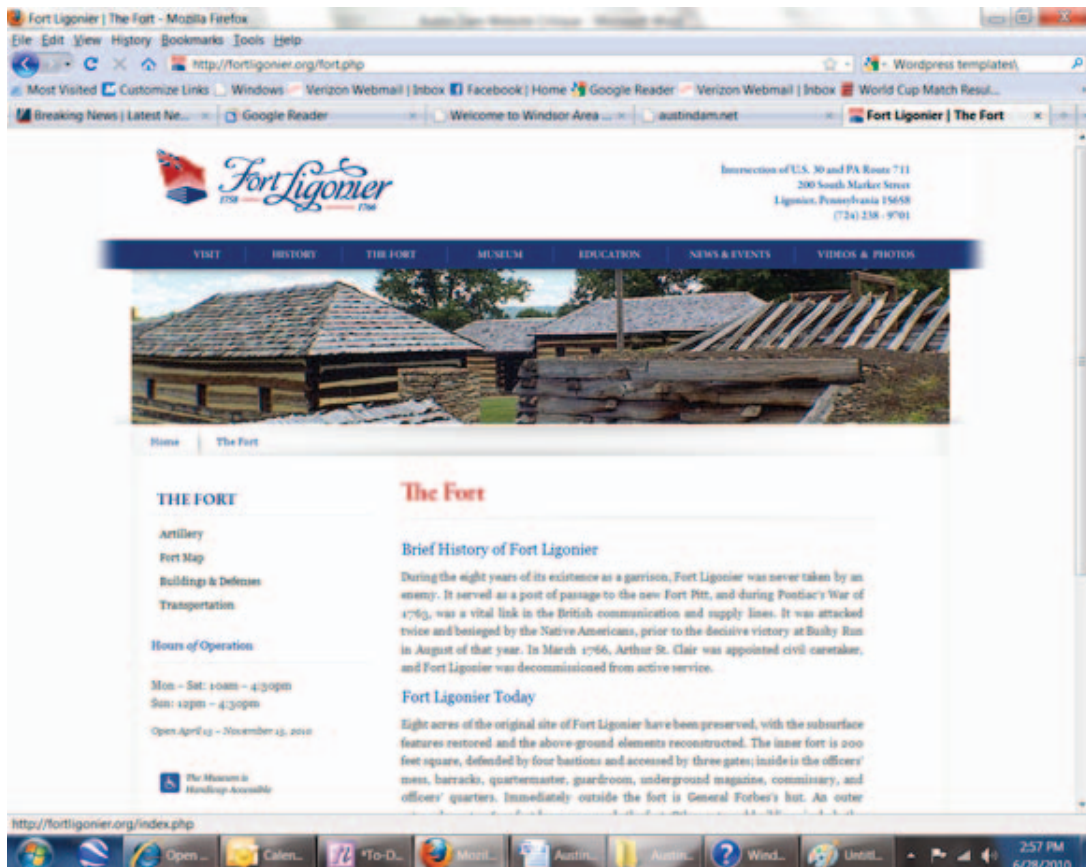 Fort Ligonier | The Fort - Mozilla Firefox
File Edit View History Bookmarks Tools Help
http://fortligonier.org/fort.php
Wordpress templates\
Most Visited Customize Links Windows Verizon Webmail | Inbox Facebook | Home Google Reader Verizon Webmail | Inbox World Cup Match Resul...
Breaking News | Latest Ne... Google Reader Welcome to Windsor Area ... austindam.net Fort Ligonier | The Fort
Fort Ligonier
1758 1766
Intersection of U.S. 30 and PA Route 711
200 South Market Street
Ligonier, Pennsylvania 15658
(724) 238 - 9701
VISIT HISTORY THE FORT MUSEUM EDUCATION NEWS & EVENTS VIDEOS & PHOTOS
Home | The Fort
THE FORT
Artillery
Fort Map
Buildings & Defenses
Transportation
Hours of Operation
Mon – Sat: 10am – 4:30pm
Sun: 12pm – 4:30pm
Open April 15 – November 15, 2010
The Museum is
Handicap Accessible
The Fort
Brief History of Fort Ligonier
During the eight years of its existence as a garrison, Fort Ligonier was never taken by an
enemy. It served as a post of passage to the new Fort Pitt, and during Pontiac's War of
1763, was a vital link in the British communication and supply lines. It was attacked
twice and besieged by the Native Americans, prior to the decisive victory at Bushy Run
in August of that year. In March 1766, Arthur St. Clair was appointed civil caretaker,
and Fort Ligonier was decommissioned from active service.
Fort Ligonier Today
Eight acres of the original site of Fort Ligonier have been preserved, with the subsurface
features restored and the above-ground elements reconstructed. The inner fort is 200
feet square, defended by four bastions and accessed by three gates; inside is the officers'
mess, barracks, quartermaster, guardroom, underground magazine, commissary, and
officers' quarters. Immediately outside the fort is General Forbes's hut. An outer
http://fortligonier.org/index.php
Open ... Calen... *To-D... Mozil... Austin... Austin... Wind... Untitl...
2:57 PM
6/28/2010